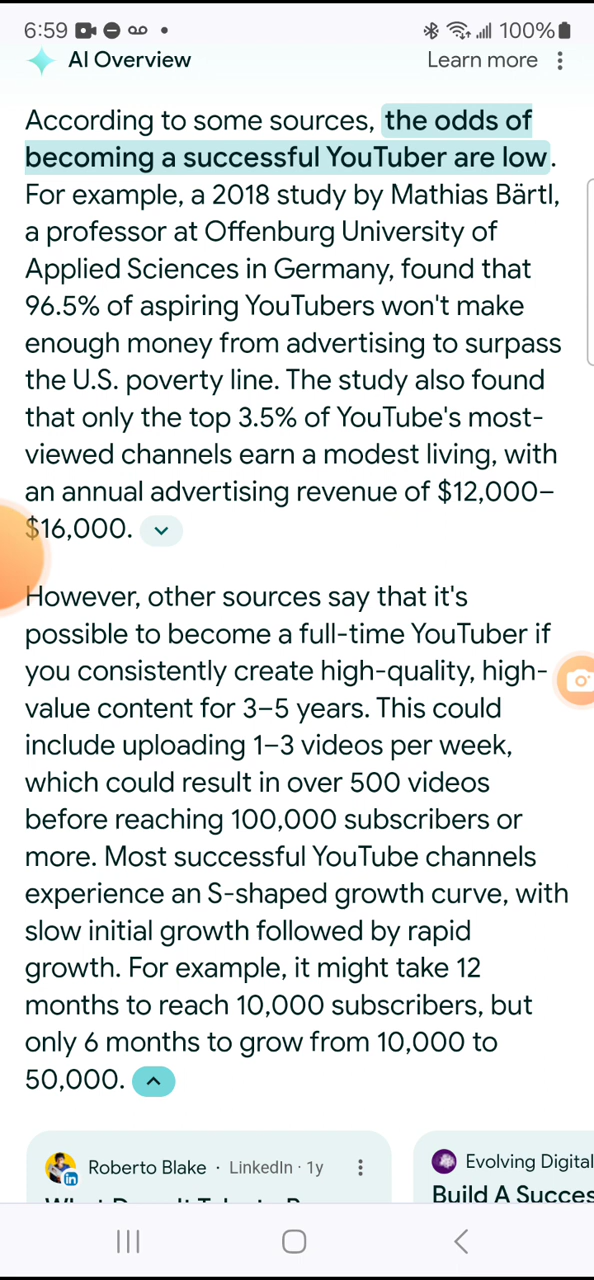 6:59 100%
AI Overview Learn more
According to some sources, the odds of
becoming a successful YouTuber are low.
For example, a 2018 study by Mathias Bärtl,
a professor at Offenburg University of
Applied Sciences in Germany, found that
96.5% of aspiring YouTubers won't make
enough money from advertising to surpass
the U.S. poverty line. The study also found
that only the top 3.5% of YouTube's most-
viewed channels earn a modest living, with
an annual advertising revenue of $12,000–
$16,000.
However, other sources say that it's
possible to become a full-time YouTuber if
you consistently create high-quality, high-
value content for 3–5 years. This could
include uploading 1–3 videos per week,
which could result in over 500 videos
before reaching 100,000 subscribers or
more. Most successful YouTube channels
experience an S-shaped growth curve, with
slow initial growth followed by rapid
growth. For example, it might take 12
months to reach 10,000 subscribers, but
only 6 months to grow from 10,000 to
50,000.
in Roberto Blake · LinkedIn · 1y
Evolving Digital
Build A Succes